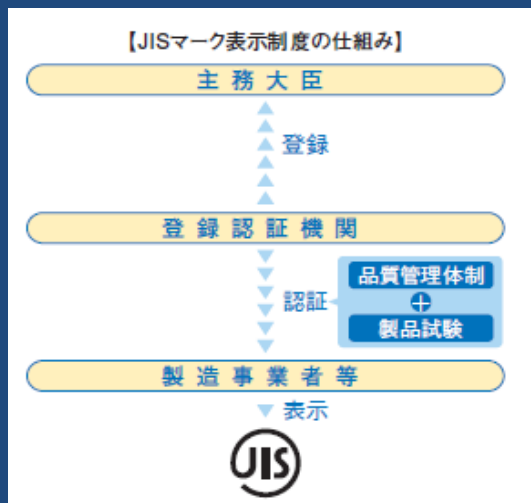 【JISマーク表示制度の仕組み】
主務大臣
登録
登録認証機関
認証
品質管理体制
+
製品試験
製造事業者等
表示
JIS